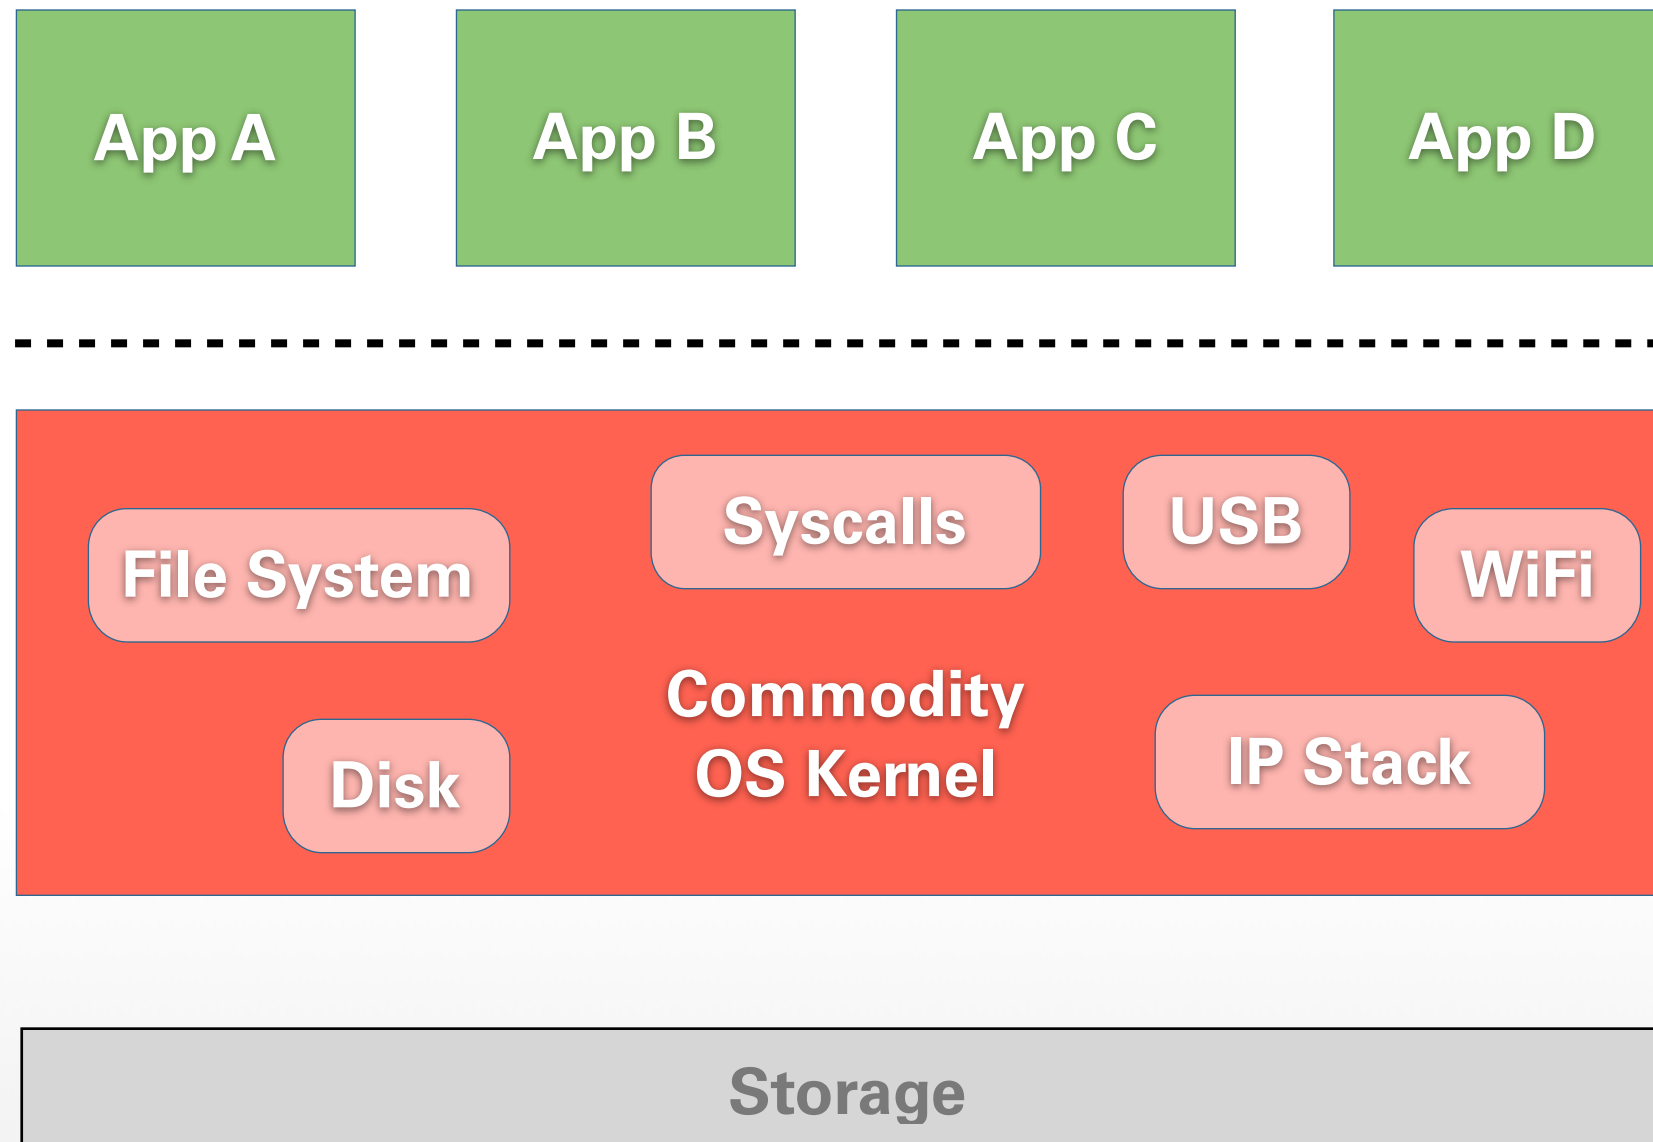 App A
App B
App C
App D
Syscalls
USB
File System
WiFi
Commodity
OS Kernel
IP Stack
Disk
Storage